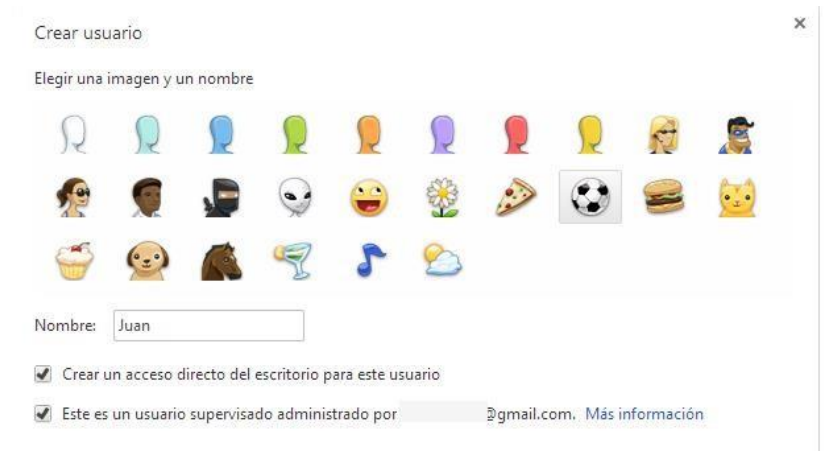 Crear usuario
Elegir una imagen y un nombre
Nombre: Juan
Crear un acceso directo del escritorio para este usuario
Este es un usuario supervisado administrado por @gmail.com. Más información